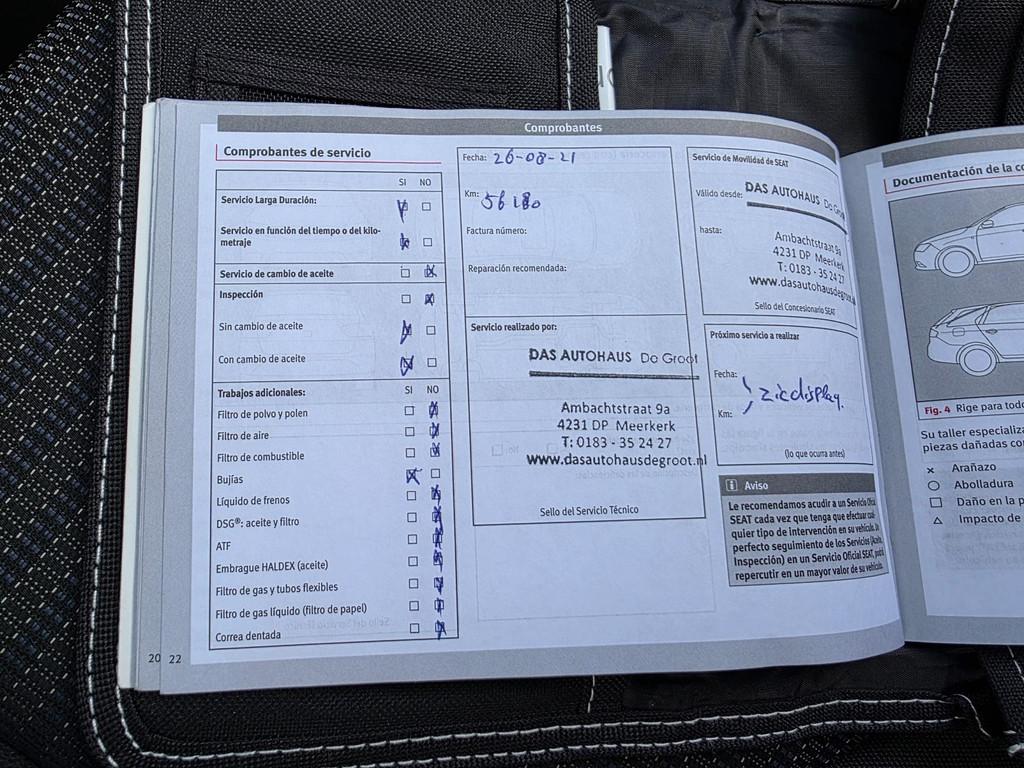 Comprobantes
Comprobantes de servicio
SI NO
Servicio Larga Duración:
Servicio en función del tiempo o del kilo-
metraje
Servicio de cambio de aceite
Inspección
Sin cambio de aceite
Con cambio de aceite
Trabajos adicionales: SI NO
Filtro de polvo y polen
Filtro de aire
Filtro de combustible
Bujías
Líquido de frenos
DSG®: aceite y filtro
ATF
Embrague HALDEX (aceite)
Filtro de gas y tubos flexibles
Filtro de gas líquido (filtro de papel)
Correa dentada
20 22
Fecha: 26-08-21
Km:
Factura número:
Reparación recomendada:
Servicio realizado por:
DAS AUTOHAUS De Groot
Ambachtstraat 9a
4231 DP Meerkerk
T: 0183 - 35 24 27
www.dasautohausdegroot.nl
Sello del Servicio Técnico
Servicio de Movilidad de SEAT
Válido desde:
DAS AUTOHAUS De Groot
hasta:
Ambachtstraat 9a
4231 DP Meerkerk
T: 0183 - 35 24 27
www.dasautohausdegroot.nl
Sello del Concesionario SEAT
Próximo servicio a realizar
Fecha:
zie display.
Km:
(lo que ocurra antes)
i Aviso
Le recomendamos acudir a un Servicio Oficial
SEAT cada vez que tenga que efectuar cual-
quier tipo de intervención en su vehículo. Un
perfecto seguimiento de los Servicios (Aceite,
Inspección) en un Servicio Oficial SEAT, podrá
repercutir en un mayor valor de su vehículo.
Documentación de la
Fig. 4 Rige para
Su taller
piezas dañadas
Arañazo
Abolladura
Daño en la
Impacto de